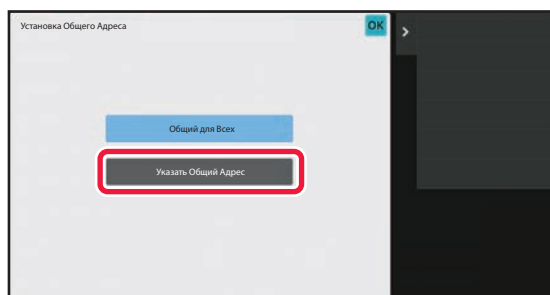 Установка Общего Адреса
OK
Общий для Всех
Указать Общий Адрес